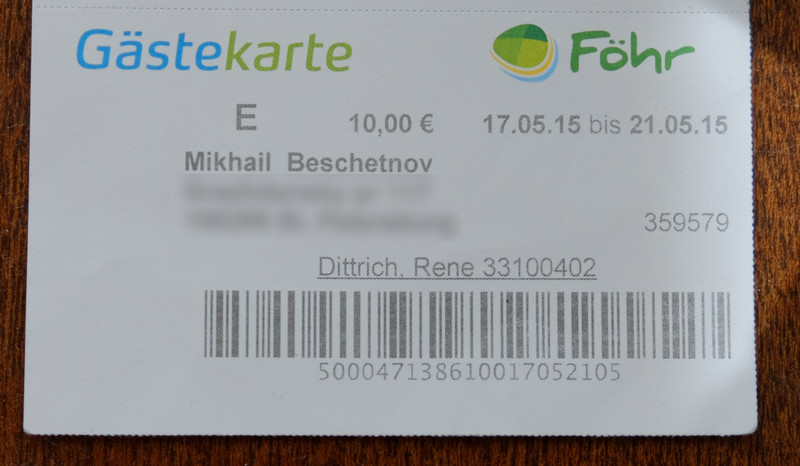 Gästekarte Föhr
E 10,00 € 17.05.15 bis 21.05.15
Mikhail Beschetnov
359579
Dittrich, Rene 33100402
500047138610017052105